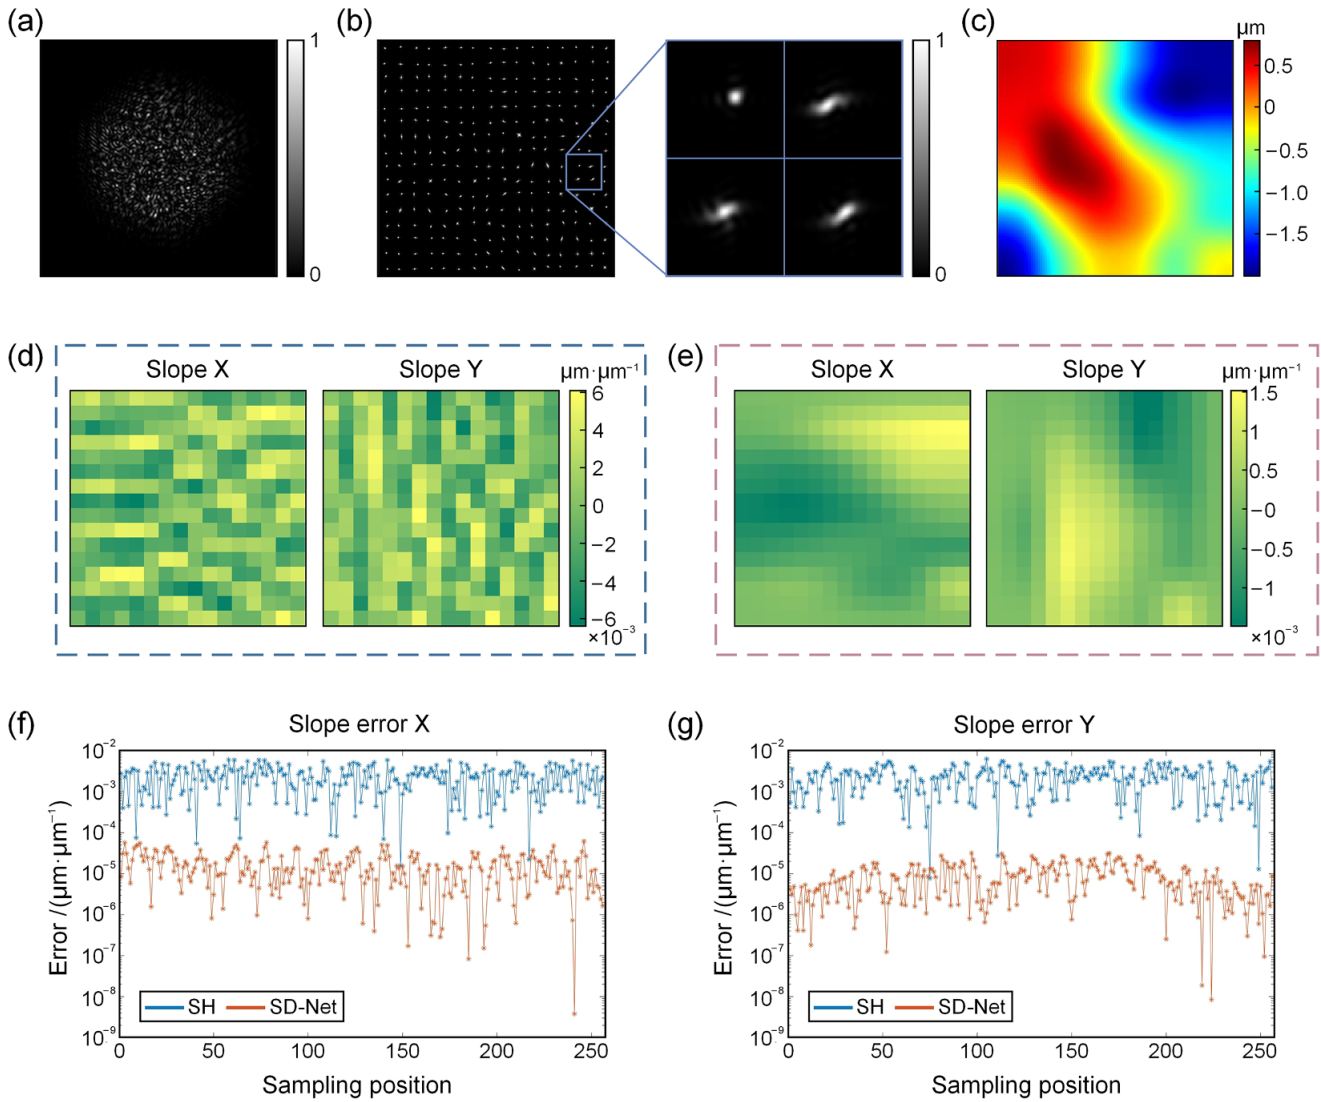 (a)
1
0
(b)
1
0
(c)
µm
0.5
0
−0.5
−1.0
−1.5
(d)
Slope X
Slope Y
µm·µm⁻¹
6
4
2
0
−2
−4
−6
×10⁻³
(e)
Slope X
Slope Y
µm·µm⁻¹
1.5
1
0.5
−0
−0.5
−1
×10⁻³
(f)
Slope error X
Error /(µm·µm⁻¹)
10⁻²
10⁻³
10⁻⁴
10⁻⁵
10⁻⁶
10⁻⁷
10⁻⁸
10⁻⁹
SH SD-Net
0 50 100 150 200 250
Sampling position
(g)
Slope error Y
Error /(µm·µm⁻¹)
10⁻²
10⁻³
10⁻⁴
10⁻⁵
10⁻⁶
10⁻⁷
10⁻⁸
10⁻⁹
SH SD-Net
0 50 100 150 200 250
Sampling position